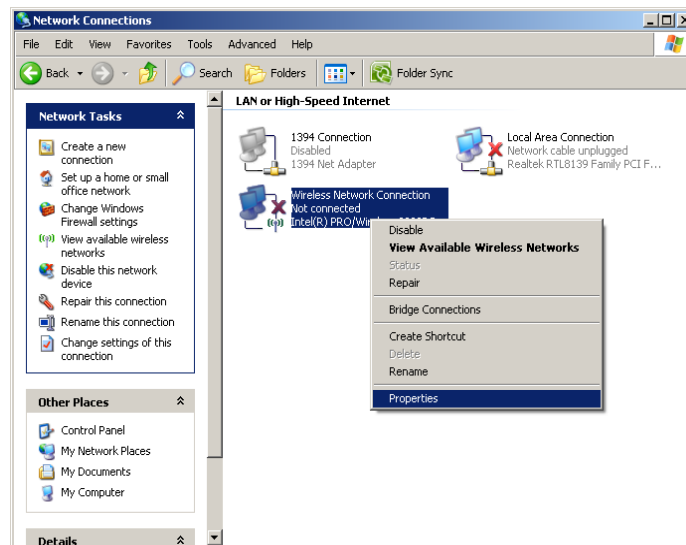 Network Connections
File Edit View Favorites Tools Advanced Help
Back Search Folders Folder Sync
Network Tasks
Create a new
connection
Set up a home or small
office network
Change Windows
Firewall settings
View available wireless
networks
Disable this network
device
Repair this connection
Rename this connection
Change settings of this
connection
Other Places
Control Panel
My Network Places
My Documents
My Computer
Details
LAN or High-Speed Internet
1394 Connection
Disabled
1394 Net Adapter
Local Area Connection
Network cable unplugged
Realtek RTL8139 Family PCI F...
Wireless Network Connection
Not connected
Intel(R)
Disable
View Available Wireless Networks
Status
Repair
Bridge Connections
Create Shortcut
Delete
Rename
Properties